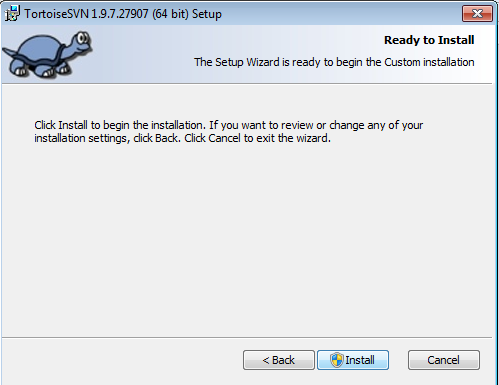 TortoiseSVN 1.9.7.27907 (64 bit) Setup
Ready to Install
The Setup Wizard is ready to begin the Custom installation
Click Install to begin the installation. If you want to review or change any of your
installation settings, click Back. Click Cancel to exit the wizard.
< Back Install Cancel